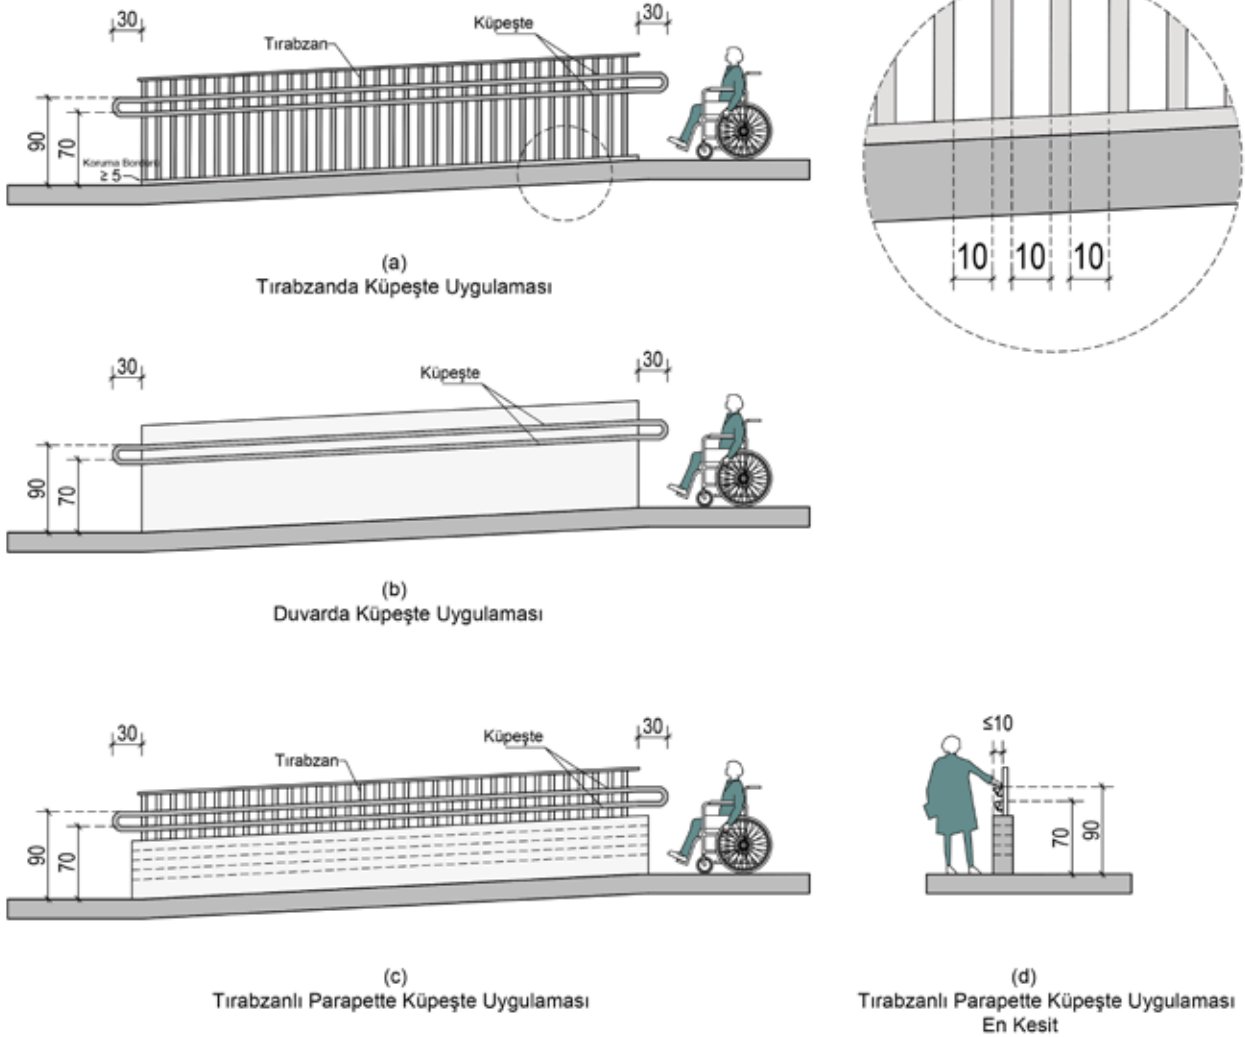 30
30
Küpeşte
Tırabzan
90
70
Koruma Bordürü
≥ 5
10 10 10
(a)
Tırabzanda Küpeşte Uygulaması
30
30
Küpeşte
90
70
(b)
Duvarda Küpeşte Uygulaması
30
30
Küpeşte
Tırabzan
90
70
≤10
70
90
(c)
Tırabzanlı Parapette Küpeşte Uygulaması
(d)
Tırabzanlı Parapette Küpeşte Uygulaması
En Kesit